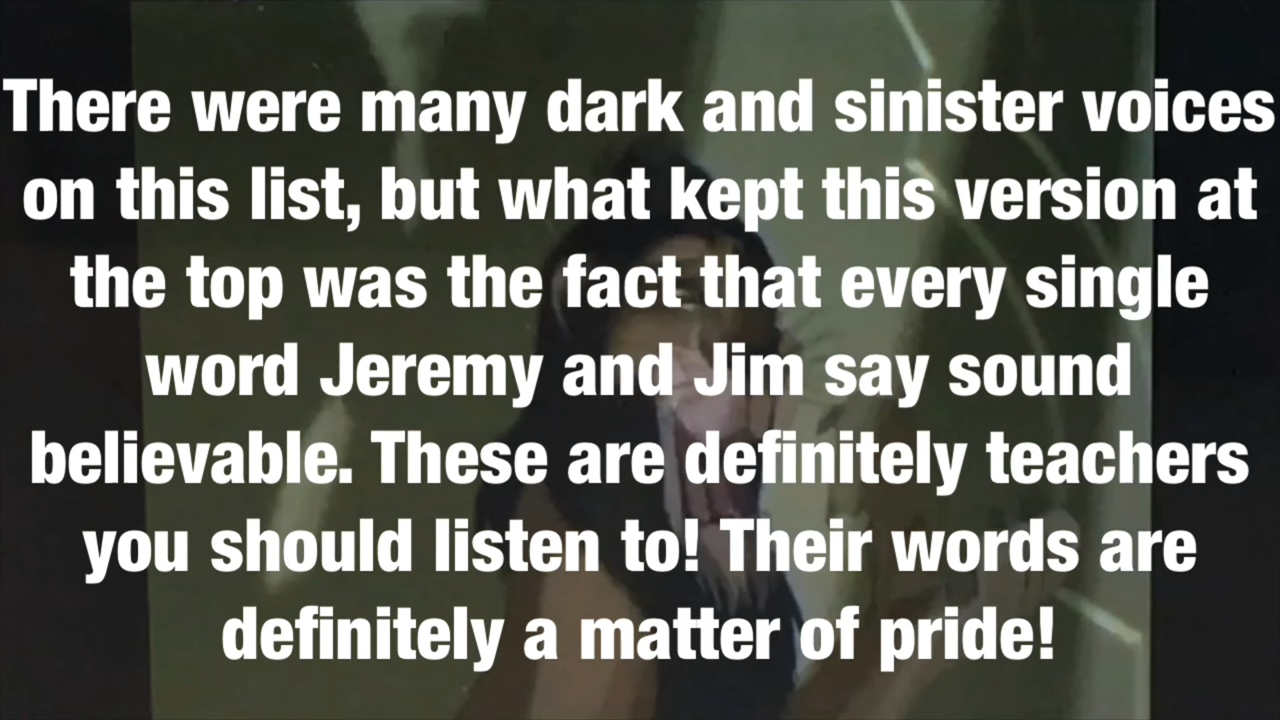 There were many dark and sinister voices
on this list, but what kept this version at
the top was the fact that every single
word Jeremy and Jim say sound
believable. These are definitely teachers
you should listen to! Their words are
definitely a matter of pride!